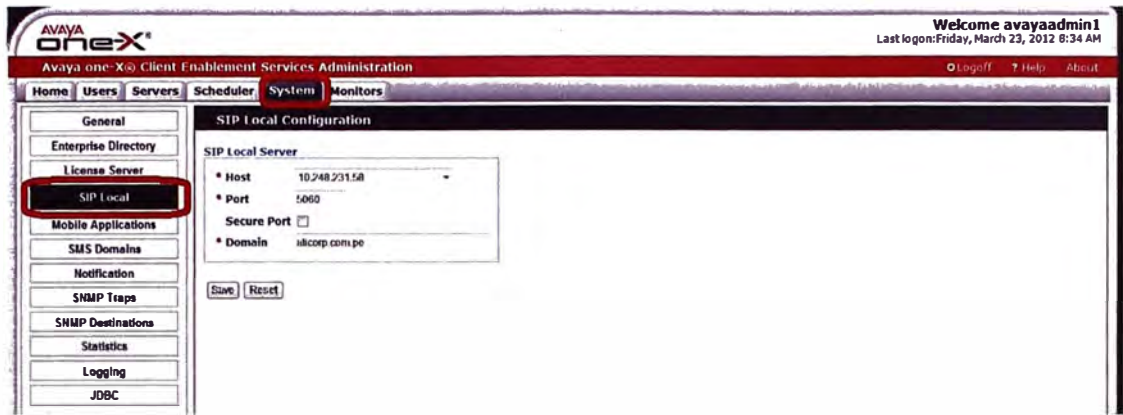 AVAYA
one-X®
Welcome avayaadmin1
Last logon:Friday, March 23, 2012 8:34 AM
Avaya one-X® Client Enablement Services Administration
Logoff ? Help About
Home Users Servers Scheduler System Monitors
General
Enterprise Directory
License Server
SIP Local
Mobile Applications
SMS Domains
Notification
SNMP Traps
SNMP Destinations
Statistics
Logging
JDBC
SIP Local Configuration
SIP Local Server
* Host 10.248.231.58
* Port 5060
Secure Port
* Domain
Save Reset